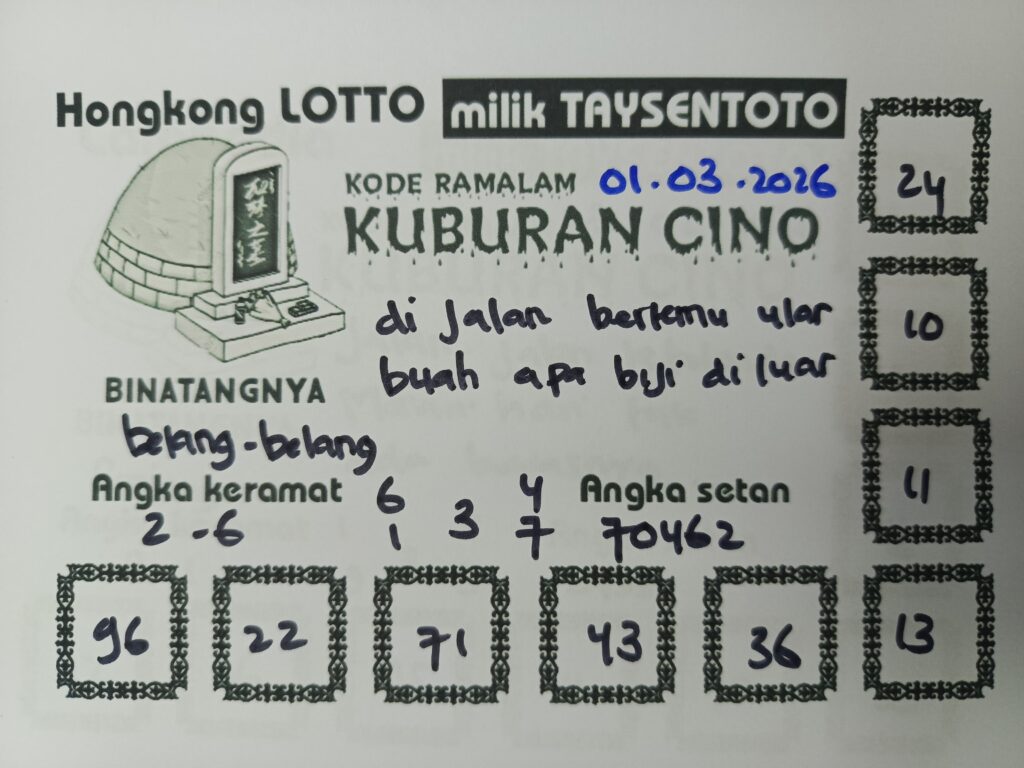 Hongkong LOTTO milik TAYSENTOTO
KODE RAMALAM 01.03.2026
KUBURAN CINO
di jalan bertemu ular
buah apa biji diluar
BINATANGNYA
belang-belang
Angka keramat
2-6
6 4
1 3 7
Angka setan
70462
24
10
11
96 22 71 43 36 13